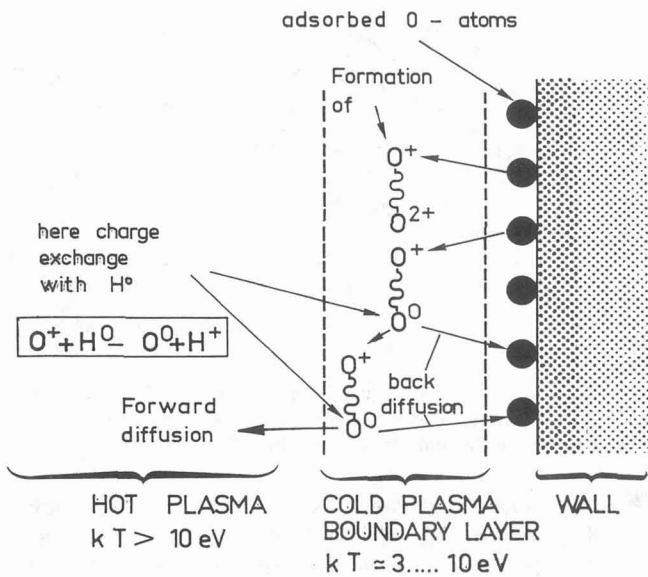 adsorbed O - atoms
Formation
of
O+
O2+
O+
O0
O+
O0
here charge
exchange
with H°
O+ + H0 - O0 + H+
back
diffusion
Forward
diffusion
HOT PLASMA
kT > 10 eV
COLD PLASMA
BOUNDARY LAYER
kT ≃ 3..... 10 eV
WALL